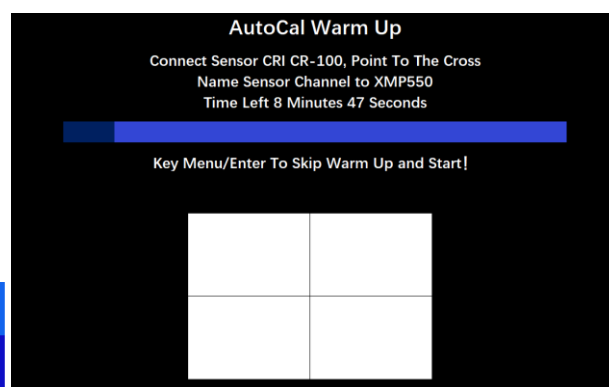 AutoCal Warm Up
Connect Sensor CRI CR-100, Point To The Cross
Name Sensor Channel to XMP550
Time Left 8 Minutes 47 Seconds
Key Menu/Enter To Skip Warm Up and Start!